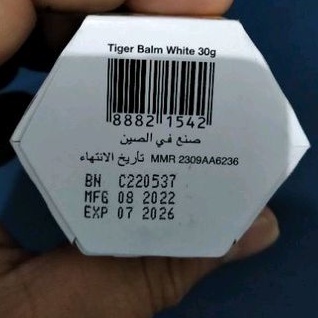 Tiger Balm White 30g
8882 1542
صنع في الصين
تأريخ الانتهاء MMR 2309AA6236
BN C220537
MFG 08 2022
EXP 07 2026